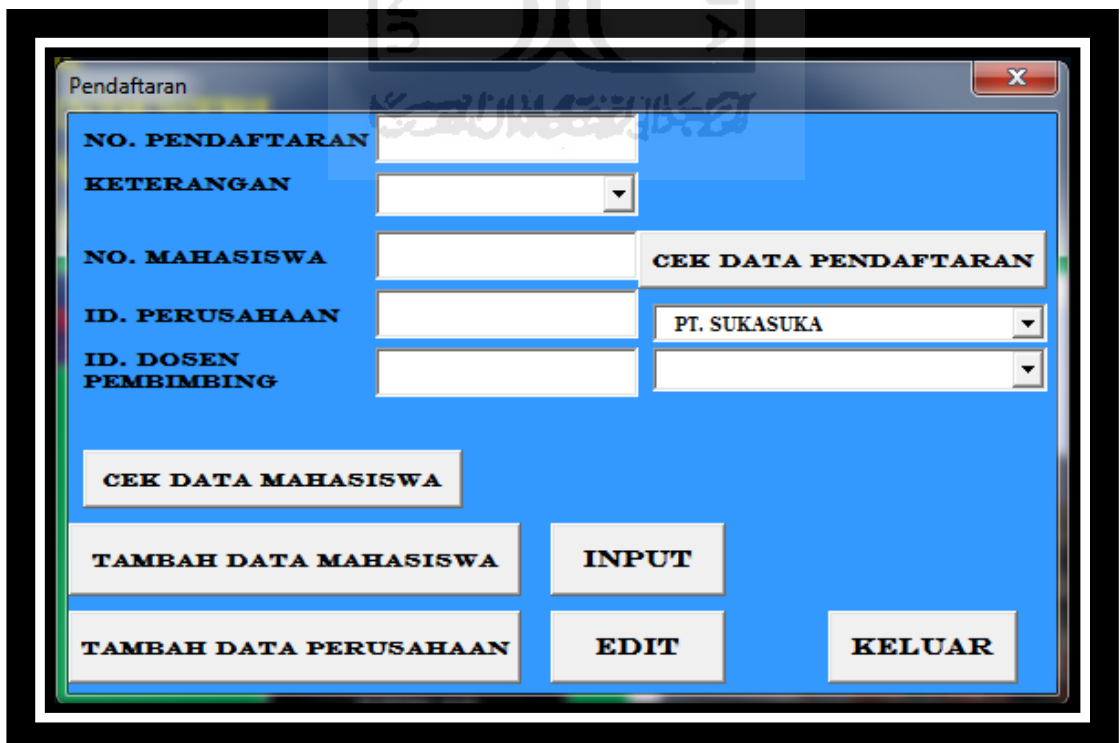 Pendaftaran
NO. PENDAFTARAN
KETERANGAN
NO. MAHASISWA
CEK DATA PENDAFTARAN
ID. PERUSAHAAN
PT. SUKASUKA
ID. DOSEN
PEMBIMBING
CEK DATA MAHASISWA
TAMBAH DATA MAHASISWA
INPUT
TAMBAH DATA PERUSAHAAN
EDIT
KELUAR